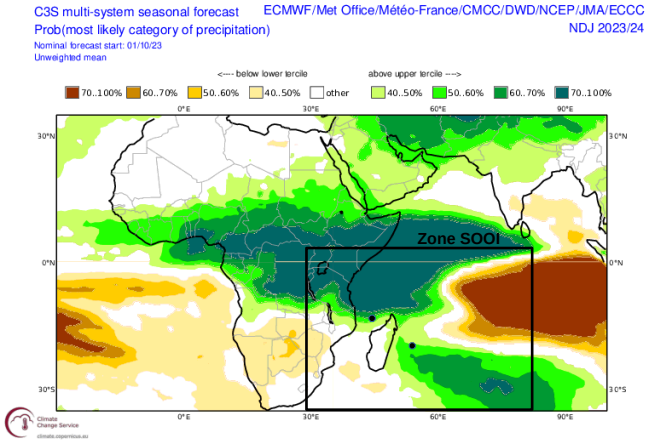 C3S multi-system seasonal forecast ECMWF/Met Office/Météo-France/CMCC/DWD/NCEP/JMA/ECCC
Prob(most likely category of precipitation) NDJ 2023/24
Nominal forecast start: 01/10/23
Unweighted mean
<---- below lower tercile above upper tercile ---->
70..100% 60..70% 50..60% 40..50% other 40..50% 50..60% 60..70% 70..100%
0°E 30°E 60°E 90°E
30°N 30°N
Zone SOOI
0°N 0°N
30°S 30°S
0°E 30°E 60°E 90°E
Climate
Change Service
climate.copernicus.eu